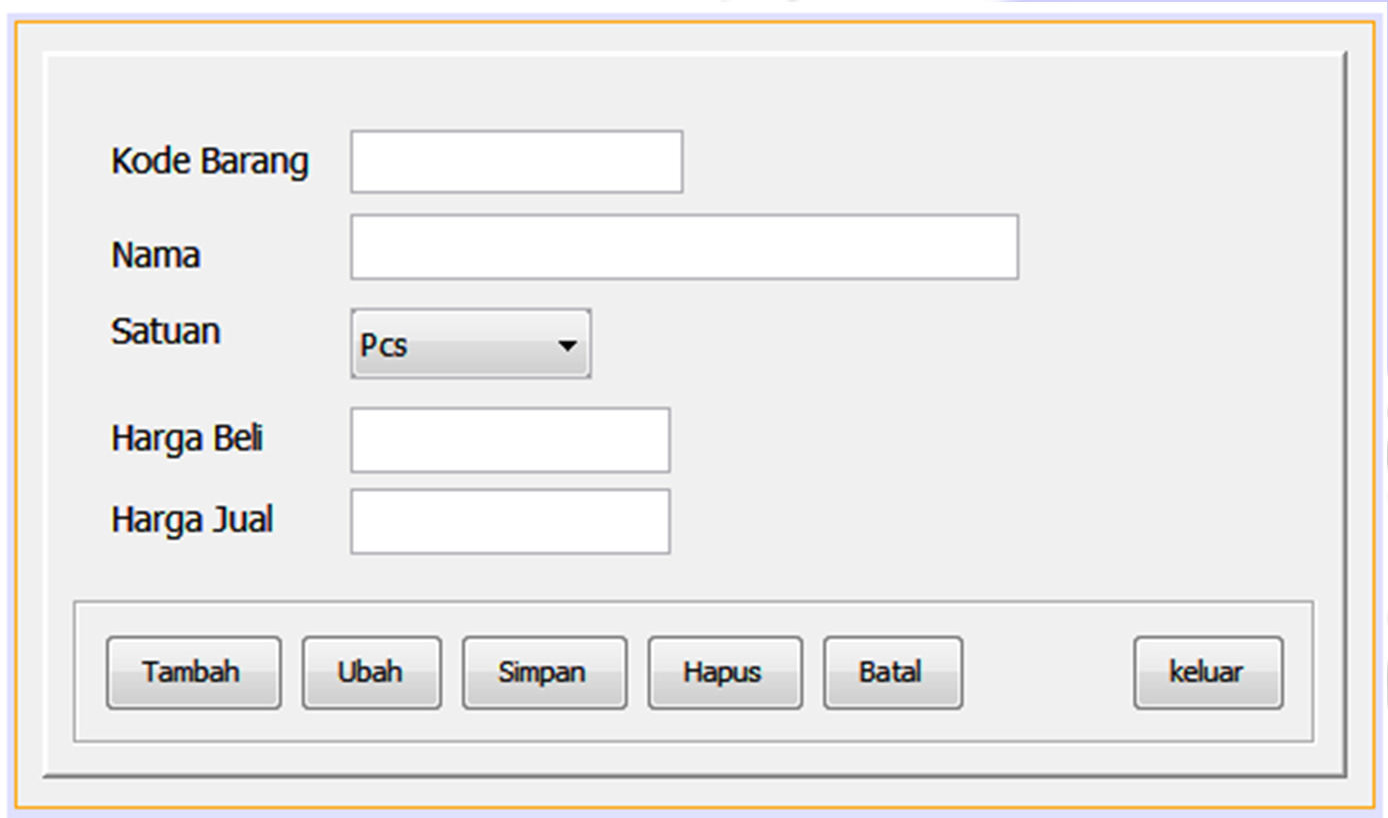 Kode Barang
Nama
Satuan
Pcs
Harga Beli
Harga Jual
Tambah Ubah Simpan Hapus Batal keluar